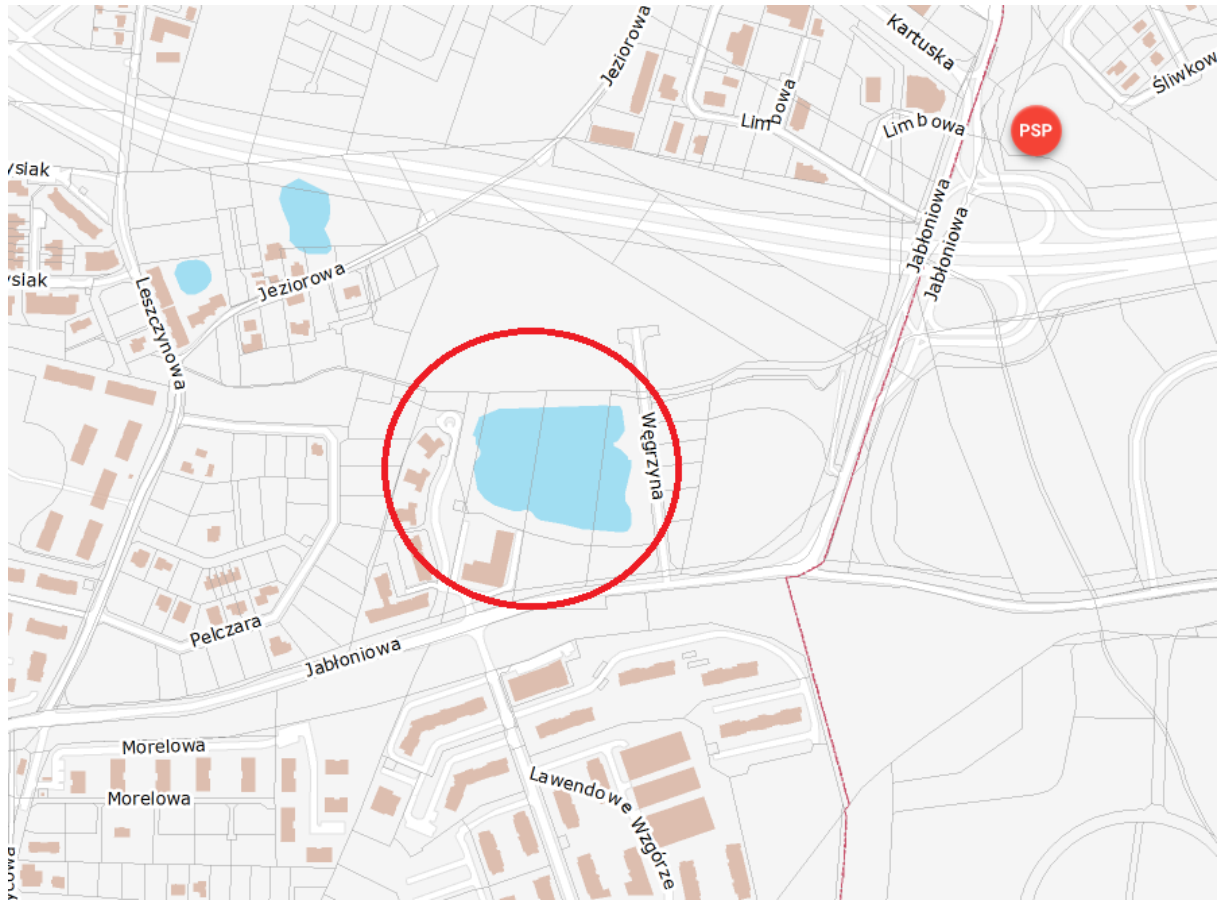 Kartuska
Jeziorowa
Śliwkow
Limbowa
Limbowa
PSP
ysiak
Jabłoniowa
Jabłoniowa
ysiak
Jeziorowa
Leszczynowa
Węgrzyna
Pelczara
Jabłoniowa
Morelowa
Morelowa
Lawendowe Wzgórze
ycowa